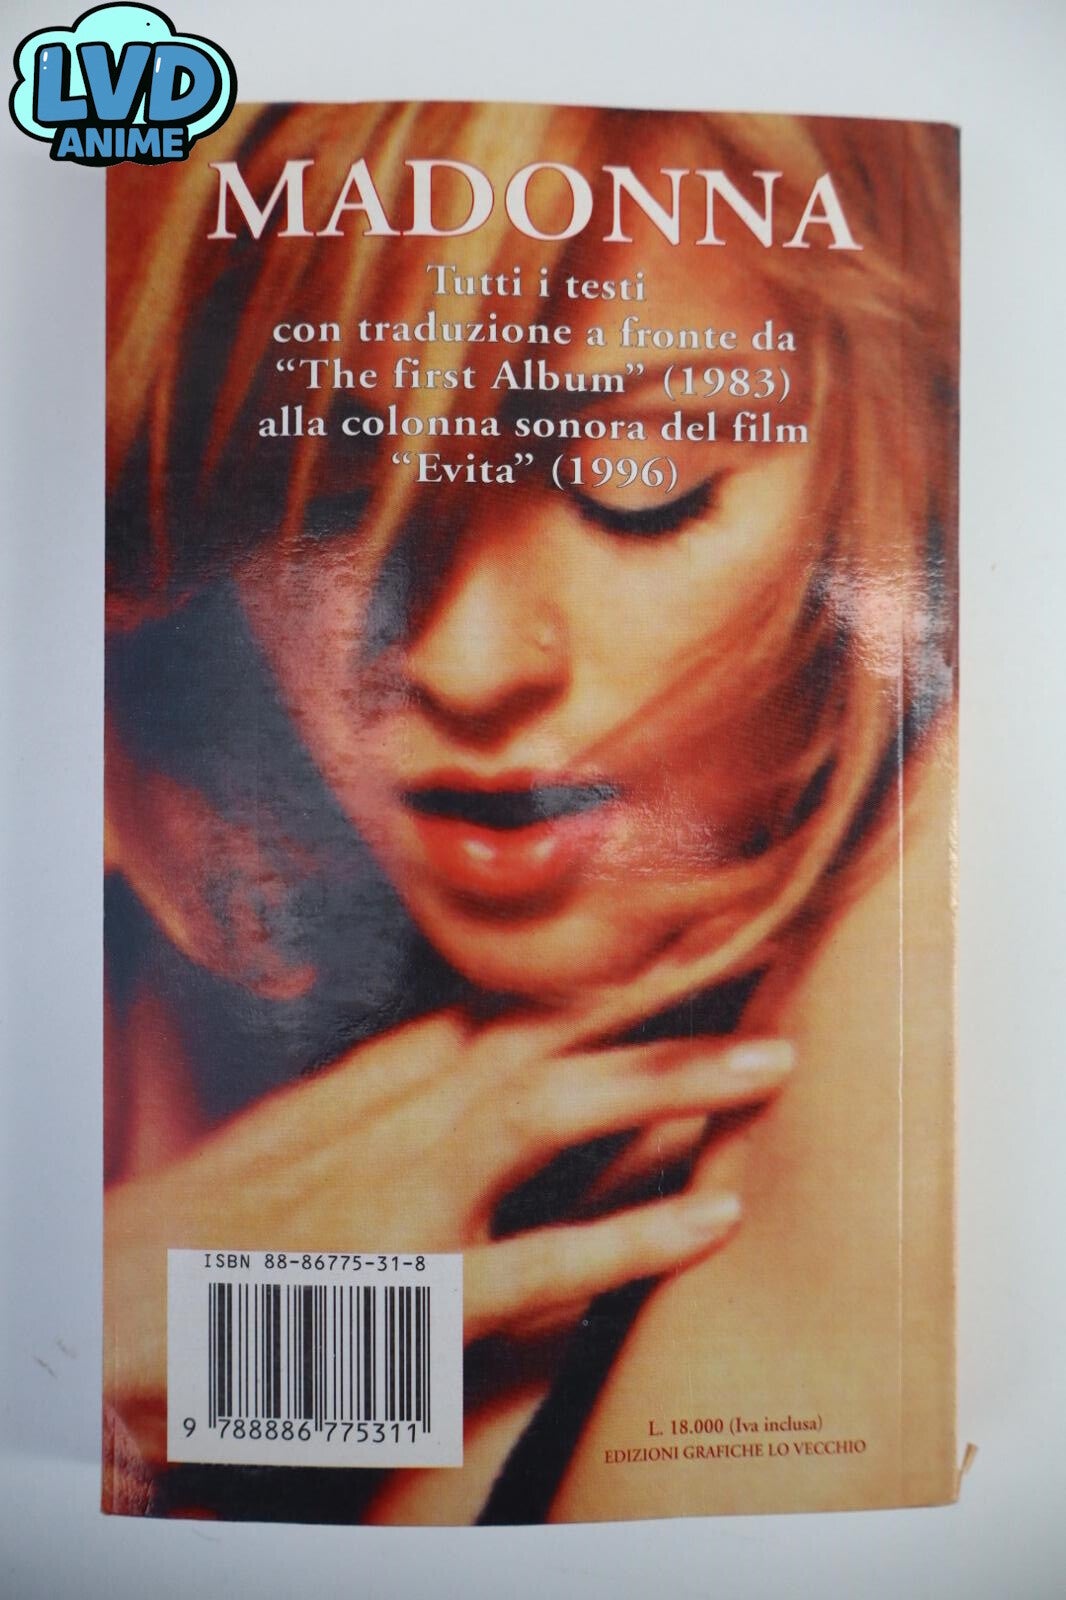 LVD
ANIME
MADONNA
Tutti i testi
con traduzione a fronte da
“The first Album” (1983)
alla colonna sonora del film
“Evita” (1996)
ISBN 88-86775-31-8
9 788886 775311
L. 18.000 (Iva inclusa)
EDIZIONI GRAFICHE LO VECCHIO